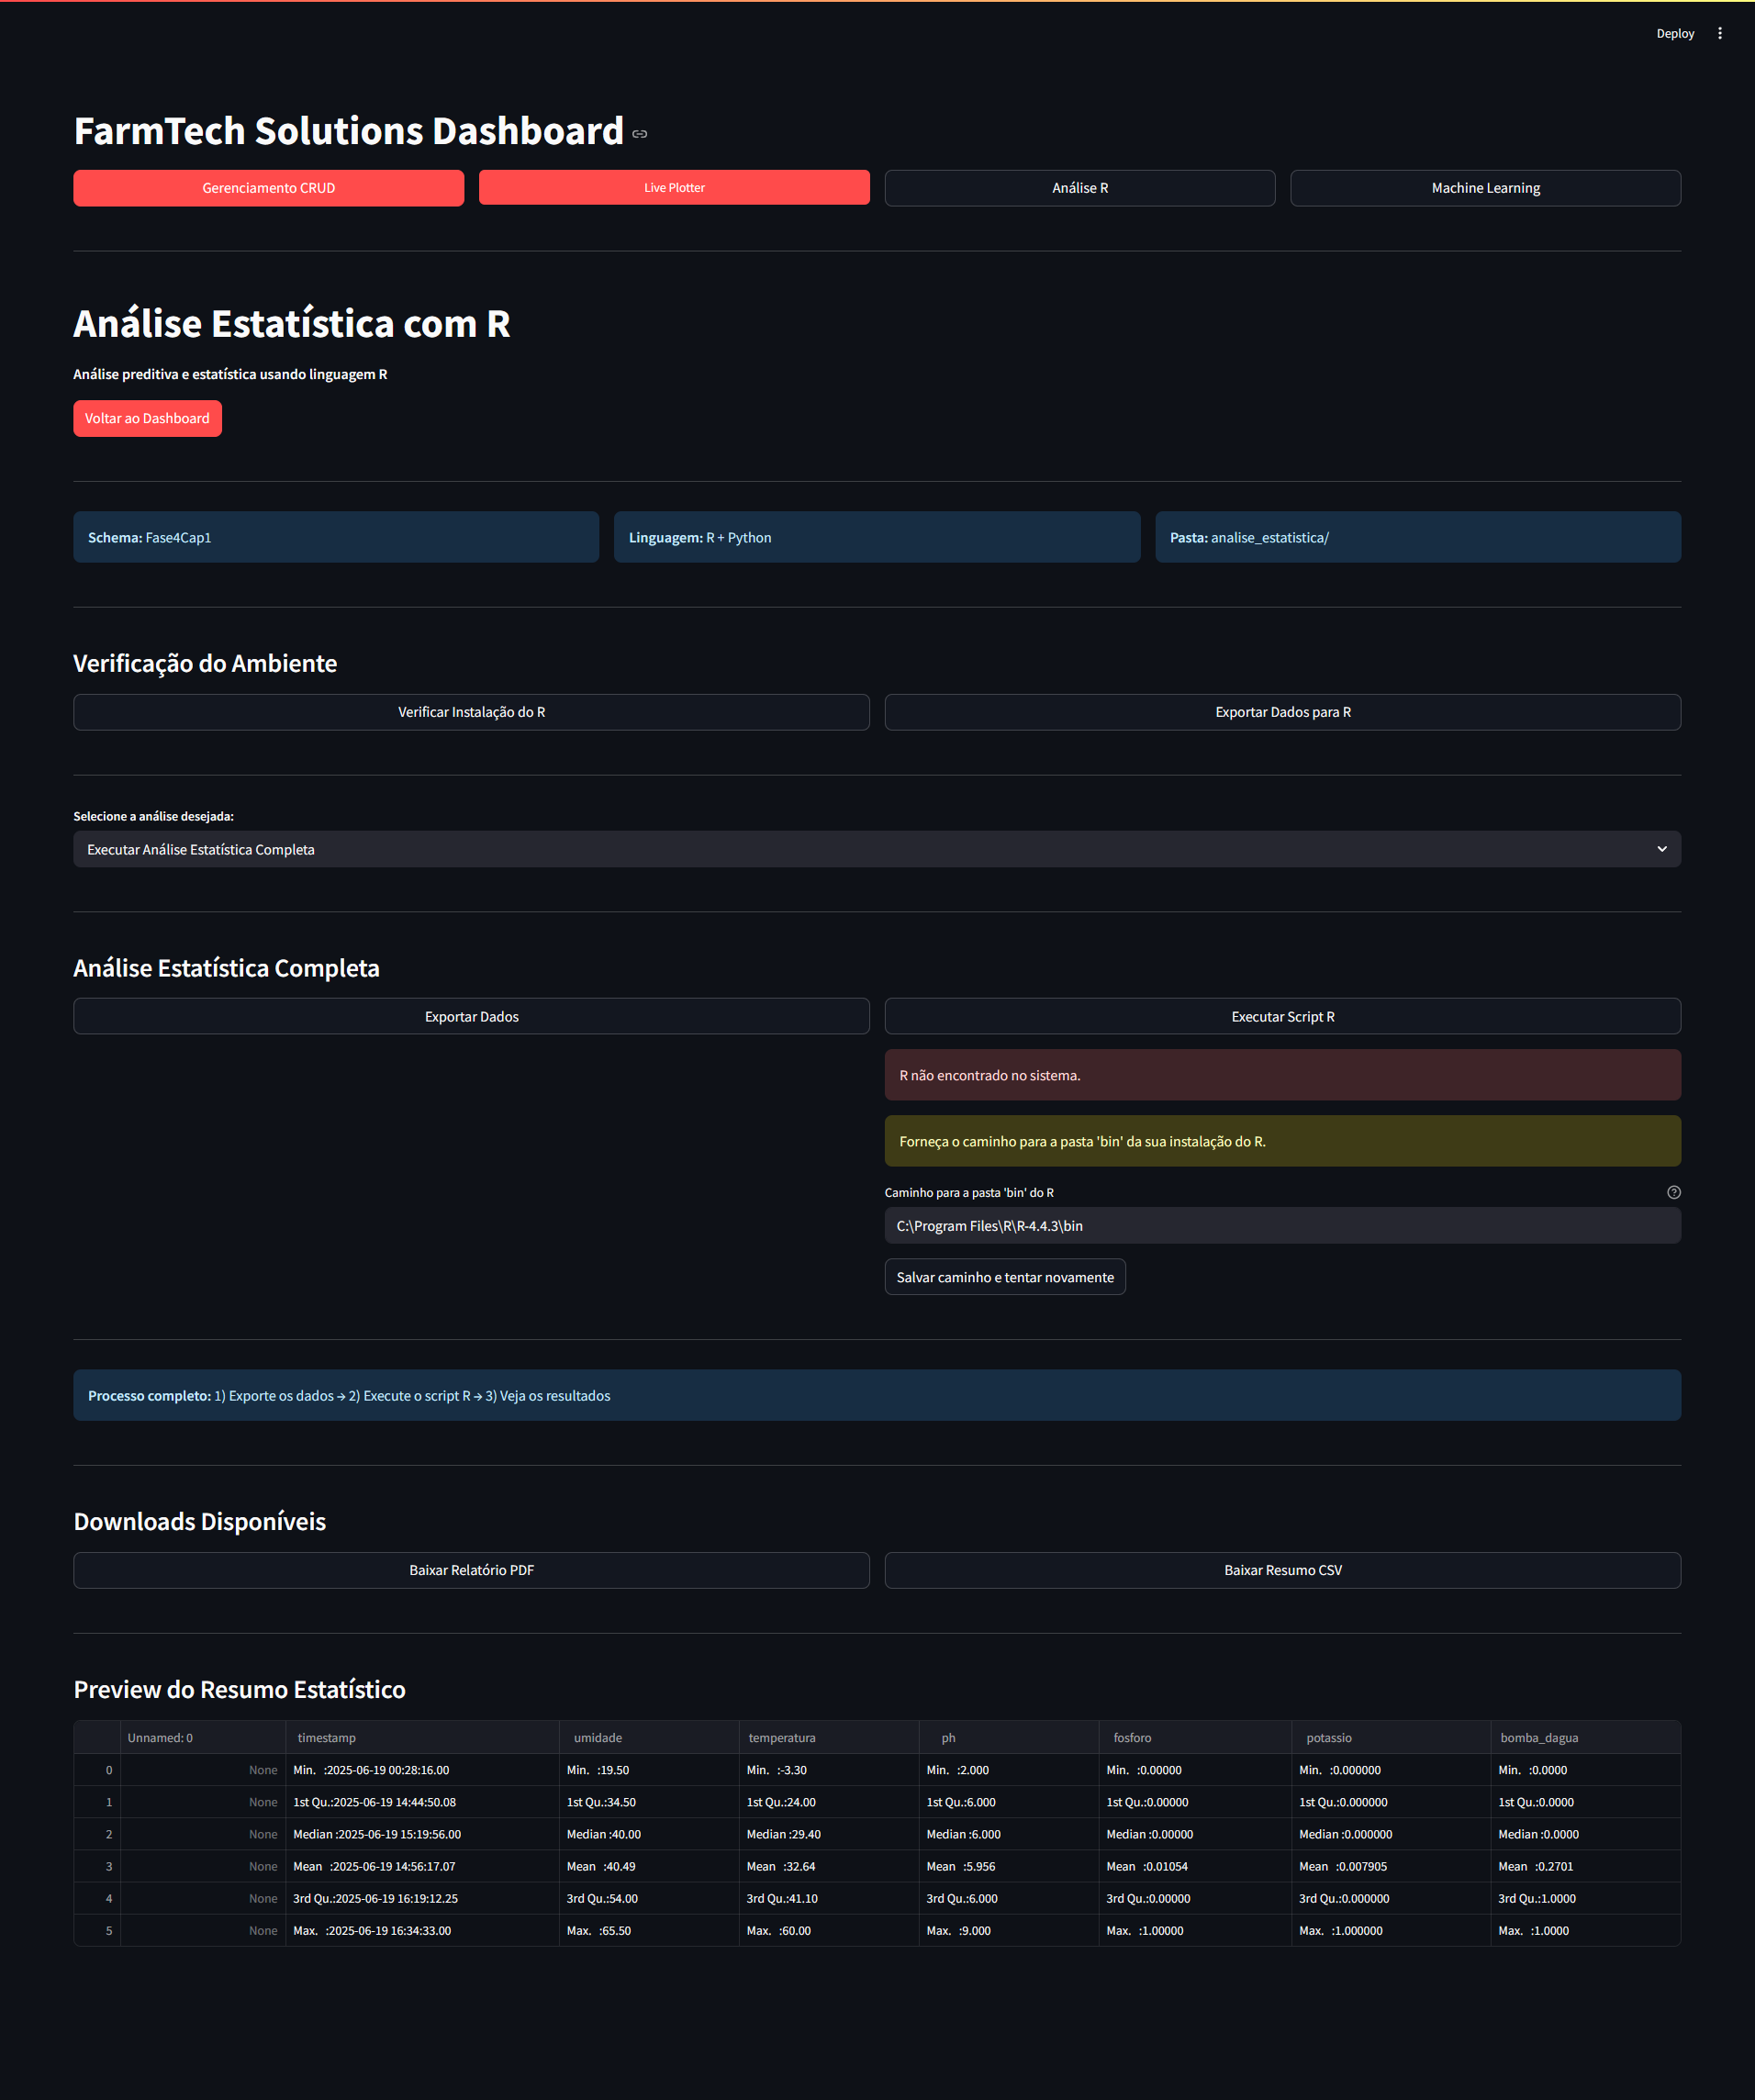 Deploy
FarmTech Solutions Dashboard
Gerenciamento CRUD Live Plotter Análise R Machine Learning
Análise Estatística com R
Análise preditiva e estatística usando linguagem R
Voltar ao Dashboard
Schema: Fase4Cap1 Linguagem: R + Python Pasta: analise_estatistica/
Verificação do Ambiente
Verificar Instalação do R Exportar Dados para R
Selecione a análise desejada:
Executar Análise Estatística Completa
Análise Estatística Completa
Exportar Dados Executar Script R
R não encontrado no sistema.
Forneça o caminho para a pasta 'bin' da sua instalação do R.
Caminho para a pasta 'bin' do R
C:\Program Files\R\R-4.4.3\bin
Salvar caminho e tentar novamente
Processo completo: 1) Exporte os dados → 2) Execute o script R → 3) Veja os resultados
Downloads Disponíveis
Baixar Relatório PDF Baixar Resumo CSV
Preview do Resumo Estatístico
Unnamed: 0 timestamp umidade temperatura ph fosforo potassio bomba_dagua
0 None Min. :2025-06-19 00:28:16.00 Min. :19.50 Min. :-3.30 Min. :2.000 Min. :0.00000 Min. :0.000000 Min. :0.0000
1 None 1st Qu.:2025-06-19 14:44:50.08 1st Qu.:34.50 1st Qu.:24.00 1st Qu.:6.000 1st Qu.:0.00000 1st Qu.:0.000000 1st Qu.:0.0000
2 None Median :2025-06-19 15:19:56.00 Median :40.00 Median :29.40 Median :6.000 Median :0.00000 Median :0.000000 Median :0.0000
3 None Mean :2025-06-19 14:56:17.07 Mean :40.49 Mean :32.64 Mean :5.956 Mean :0.01054 Mean :0.007905 Mean :0.2701
4 None 3rd Qu.:2025-06-19 16:19:12.25 3rd Qu.:54.00 3rd Qu.:41.10 3rd Qu.:6.000 3rd Qu.:0.00000 3rd Qu.:0.000000 3rd Qu.:1.0000
5 None Max. :2025-06-19 16:34:33.00 Max. :65.50 Max. :60.00 Max. :9.000 Max. :1.00000 Max. :1.000000 Max. :1.0000